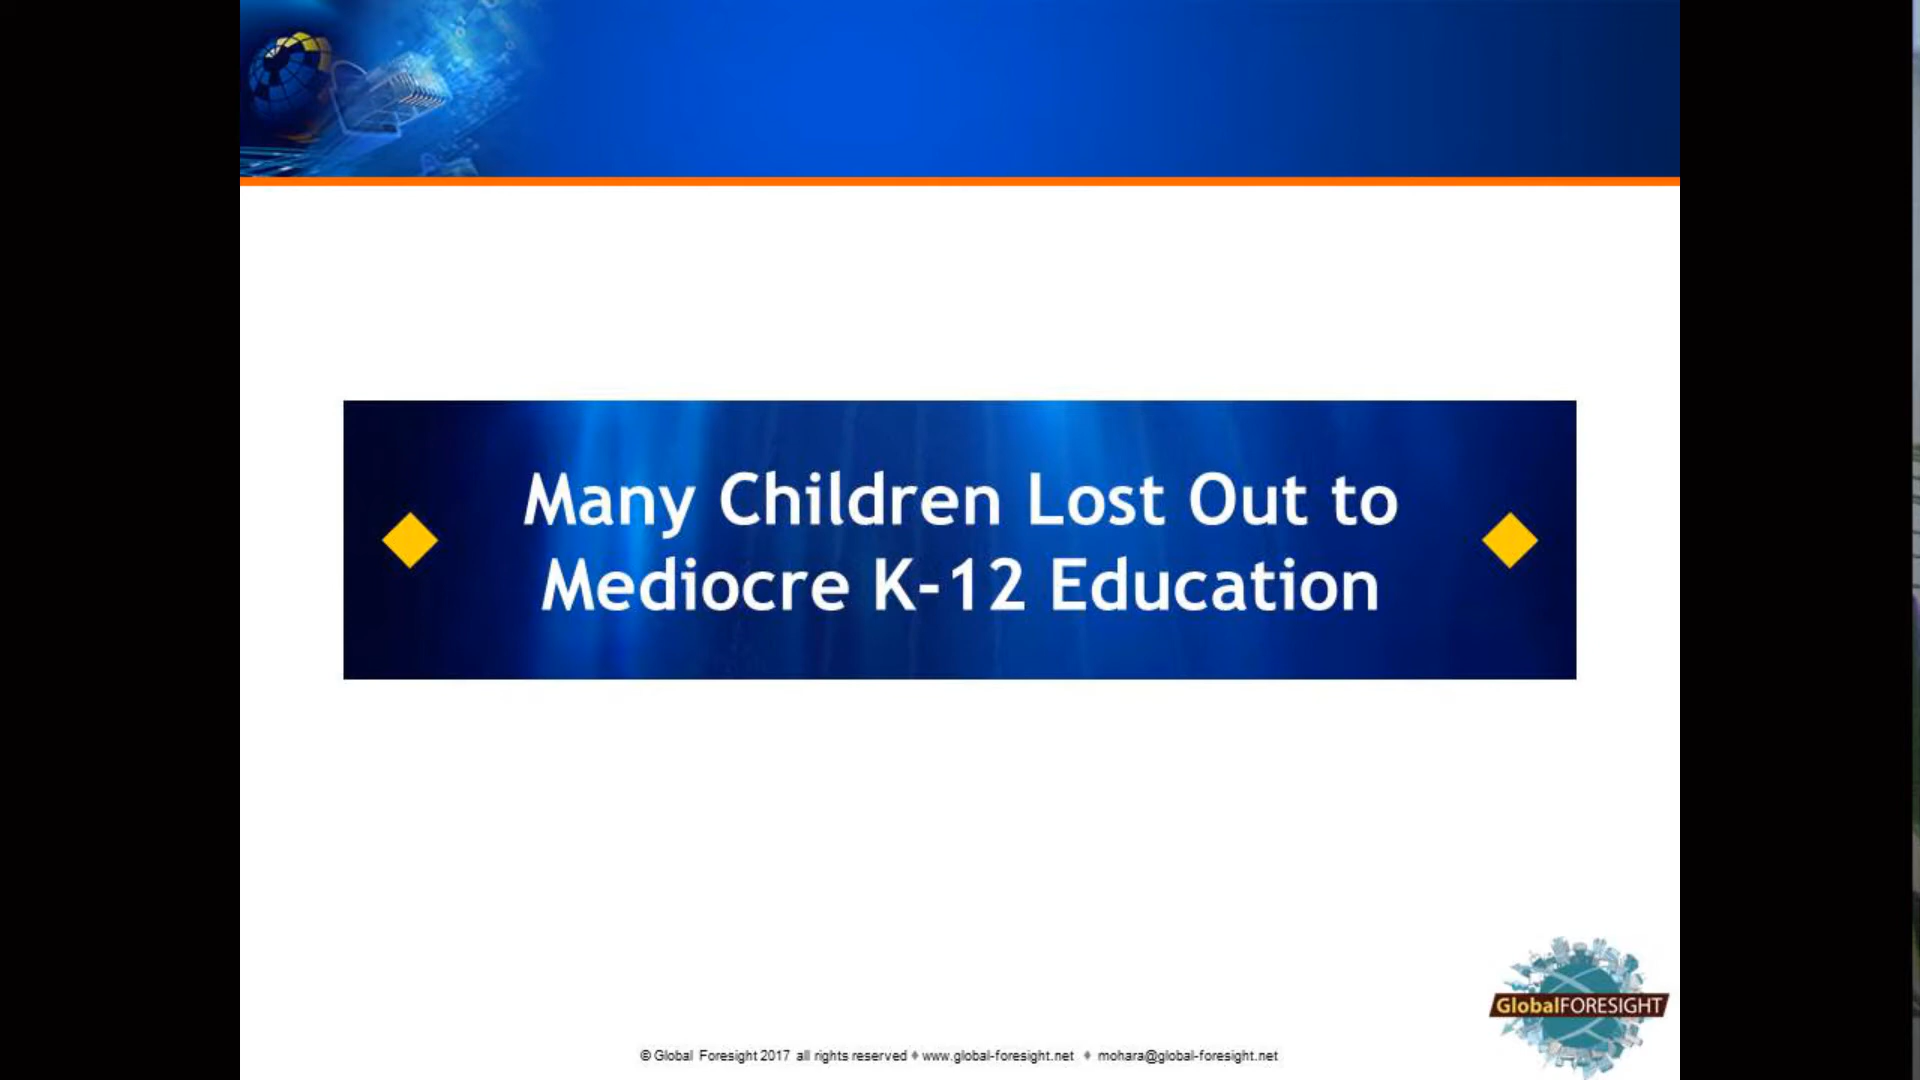 Many Children Lost Out to
Mediocre K-12 Education
GlobalFORESIGHT
© Global Foresight 2017 all rights reserved ♦ www.global-foresight.net ♦ mohara@global-foresight.net